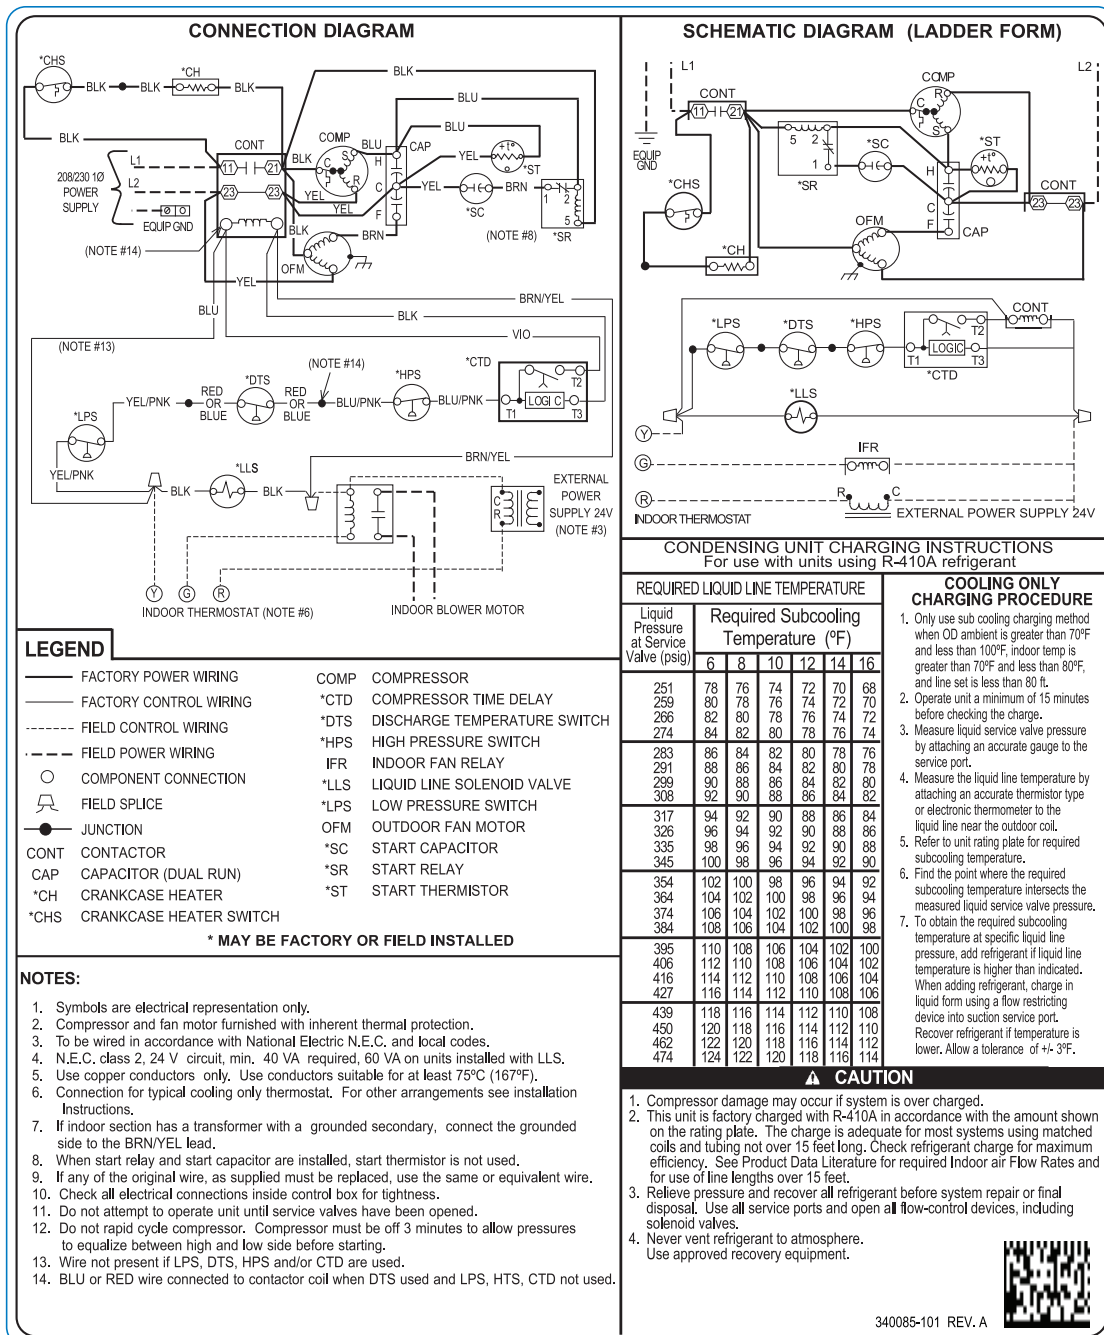 CONNECTION DIAGRAM
*CHS
*CH
BLK
BLK
BLK
BLK
BLU
BLU
BLK
CONT
COMP
BLU
CAP
H
YEL
+t°
*ST
L1
11
21
BLK
C
S
R
C
YEL
BRN
L2
23
23
YEL
YEL
*SC
1
2
5
*SR
208/230 1Ø
POWER
SUPPLY
EQUIP GND
BLK
F
BRN
(NOTE #8)
(NOTE #14)
OFM
YEL
BLU
BRN/YEL
BLK
VIO
(NOTE #13)
(NOTE #14)
*CTD
*LPS
YEL/PNK
RED
OR
BLUE
*DTS
RED
OR
BLUE
BLU/PNK
*HPS
BLU/PNK
T1
LOGI C
T2
T3
YEL/PNK
BRN/YEL
BLK
*LLS
BLK
C
R
EXTERNAL
POWER
SUPPLY 24V
(NOTE #3)
Y
G
R
INDOOR THERMOSTAT (NOTE #6)
INDOOR BLOWER MOTOR
LEGEND
FACTORY POWER WIRING
FACTORY CONTROL WIRING
FIELD CONTROL WIRING
FIELD POWER WIRING
COMPONENT CONNECTION
FIELD SPLICE
JUNCTION
CONT CONTACTOR
CAP CAPACITOR (DUAL RUN)
*CH CRANKCASE HEATER
*CHS CRANKCASE HEATER SWITCH
COMP COMPRESSOR
*CTD COMPRESSOR TIME DELAY
*DTS DISCHARGE TEMPERATURE SWITCH
*HPS HIGH PRESSURE SWITCH
IFR INDOOR FAN RELAY
*LLS LIQUID LINE SOLENOID VALVE
*LPS LOW PRESSURE SWITCH
OFM OUTDOOR FAN MOTOR
*SC START CAPACITOR
*SR START RELAY
*ST START THERMISTOR
* MAY BE FACTORY OR FIELD INSTALLED
NOTES:
1. Symbols are electrical representation only.
2. Compressor and fan motor furnished with inherent thermal protection.
3. To be wired in accordance with National Electric N.E.C. and local codes.
4. N.E.C. class 2, 24 V circuit, min. 40 VA required, 60 VA on units installed with LLS.
5. Use copper conductors only. Use conductors suitable for at least 75ºC (167ºF).
6. Connection for typical cooling only thermostat. For other arrangements see installation
Instructions.
7. If indoor section has a transformer with a grounded secondary, connect the grounded
side to the BRN/YEL lead.
8. When start relay and start capacitor are installed, start thermistor is not used.
9. If any of the original wire, as supplied must be replaced, use the same or equivalent wire.
10. Check all electrical connections inside control box for tightness.
11. Do not attempt to operate unit until service valves have been opened.
12. Do not rapid cycle compressor. Compressor must be off 3 minutes to allow pressures
to equalize between high and low side before starting.
13. Wire not present if LPS, DTS, HPS and/or CTD are used.
14. BLU or RED wire connected to contactor coil when DTS used and LPS, HTS, CTD not used.
SCHEMATIC DIAGRAM (LADDER FORM)
L1
L2
CONT
11
21
COMP
R
C
S
EQUIP
GND
5
2
1
*SR
*SC
*ST
+t°
H
C
F
CAP
CONT
23
23
*CHS
OFM
*CH
CONT
*LPS
*DTS
*HPS
T1
LOGIC
T2
T3
*CTD
*LLS
Y
G
IFR
R
R
C
INDOOR THERMOSTAT
EXTERNAL POWER SUPPLY 24V
CONDENSING UNIT CHARGING INSTRUCTIONS
For use with units using R-410A refrigerant
REQUIRED LIQUID LINE TEMPERATURE
Liquid
Pressure
at Service
Valve (psig)
Required Subcooling
Temperature (ºF)
6 8 10 12 14 16
251 78 76 74 72 70 68
259 80 78 76 74 72 70
266 82 80 78 76 74 72
274 84 82 80 78 76 74
283 86 84 82 80 78 76
291 88 86 84 82 80 78
299 90 88 86 84 82 80
308 92 90 88 86 84 82
317 94 92 90 88 86 84
326 96 94 92 90 88 86
335 98 96 94 92 90 88
345 100 98 96 94 92 90
354 102 100 98 96 94 92
364 104 102 100 98 96 94
374 106 104 102 100 98 96
384 108 106 104 102 100 98
395 110 108 106 104 102 100
406 112 110 108 106 104 102
416 114 112 110 108 106 104
427 116 114 112 110 108 106
439 118 116 114 112 110 108
450 120 118 116 114 112 110
462 122 120 118 116 114 112
474 124 122 120 118 116 114
COOLING ONLY
CHARGING PROCEDURE
1. Only use sub cooling charging method
when OD ambient is greater than 70ºF
and less than 100ºF, indoor temp is
greater than 70ºF and less than 80ºF,
and line set is less than 80 ft.
2. Operate unit a minimum of 15 minutes
before checking the charge.
3. Measure liquid service valve pressure
by attaching an accurate gauge to the
service port.
4. Measure the liquid line temperature by
attaching an accurate thermistor type
or electronic thermometer to the
liquid line near the outdoor coil.
5. Refer to unit rating plate for required
subcooling temperature.
6. Find the point where the required
subcooling temperature intersects the
measured liquid service valve pressure.
7. To obtain the required subcooling
temperature at specific liquid line
pressure, add refrigerant if liquid line
temperature is higher than indicated.
When adding refrigerant, charge in
liquid form using a flow restricting
device into suction service port.
Recover refrigerant if temperature is
lower. Allow a tolerance of +/- 3ºF.
CAUTION
1. Compressor damage may occur if system is over charged.
2. This unit is factory charged with R-410A in accordance with the amount shown
on the rating plate. The charge is adequate for most systems using matched
coils and tubing not over 15 feet long. Check refrigerant charge for maximum
efficiency. See Product Data Literature for required Indoor air Flow Rates and
for use of line lengths over 15 feet.
3. Relieve pressure and recover all refrigerant before system repair or final
disposal. Use all service ports and open all flow-control devices, including
solenoid valves.
4. Never vent refrigerant to atmosphere.
Use approved recovery equipment.
340085-101 REV. A